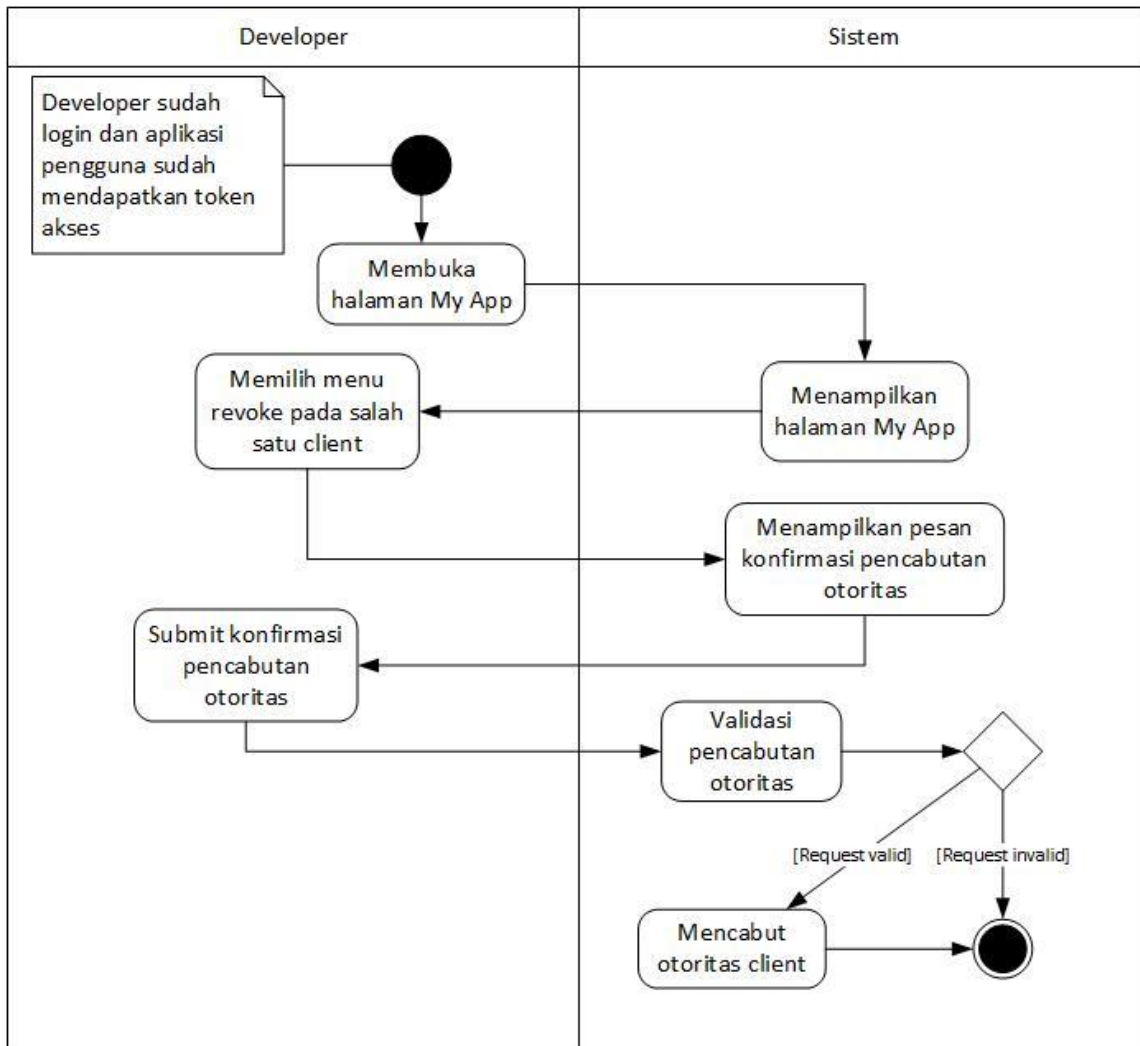 Developer
Sistem
Developer sudah
login dan aplikasi
pengguna sudah
mendapatkan token
akses
Membuka
halaman My App
Menampilkan
halaman My App
Memilih menu
revoke pada salah
satu client
Menampilkan pesan
konfirmasi pencabutan
otoritas
Submit konfirmasi
pencabutan
otoritas
Validasi
pencabutan
otoritas
[Request valid]
[Request invalid]
Mencabut
otoritas client